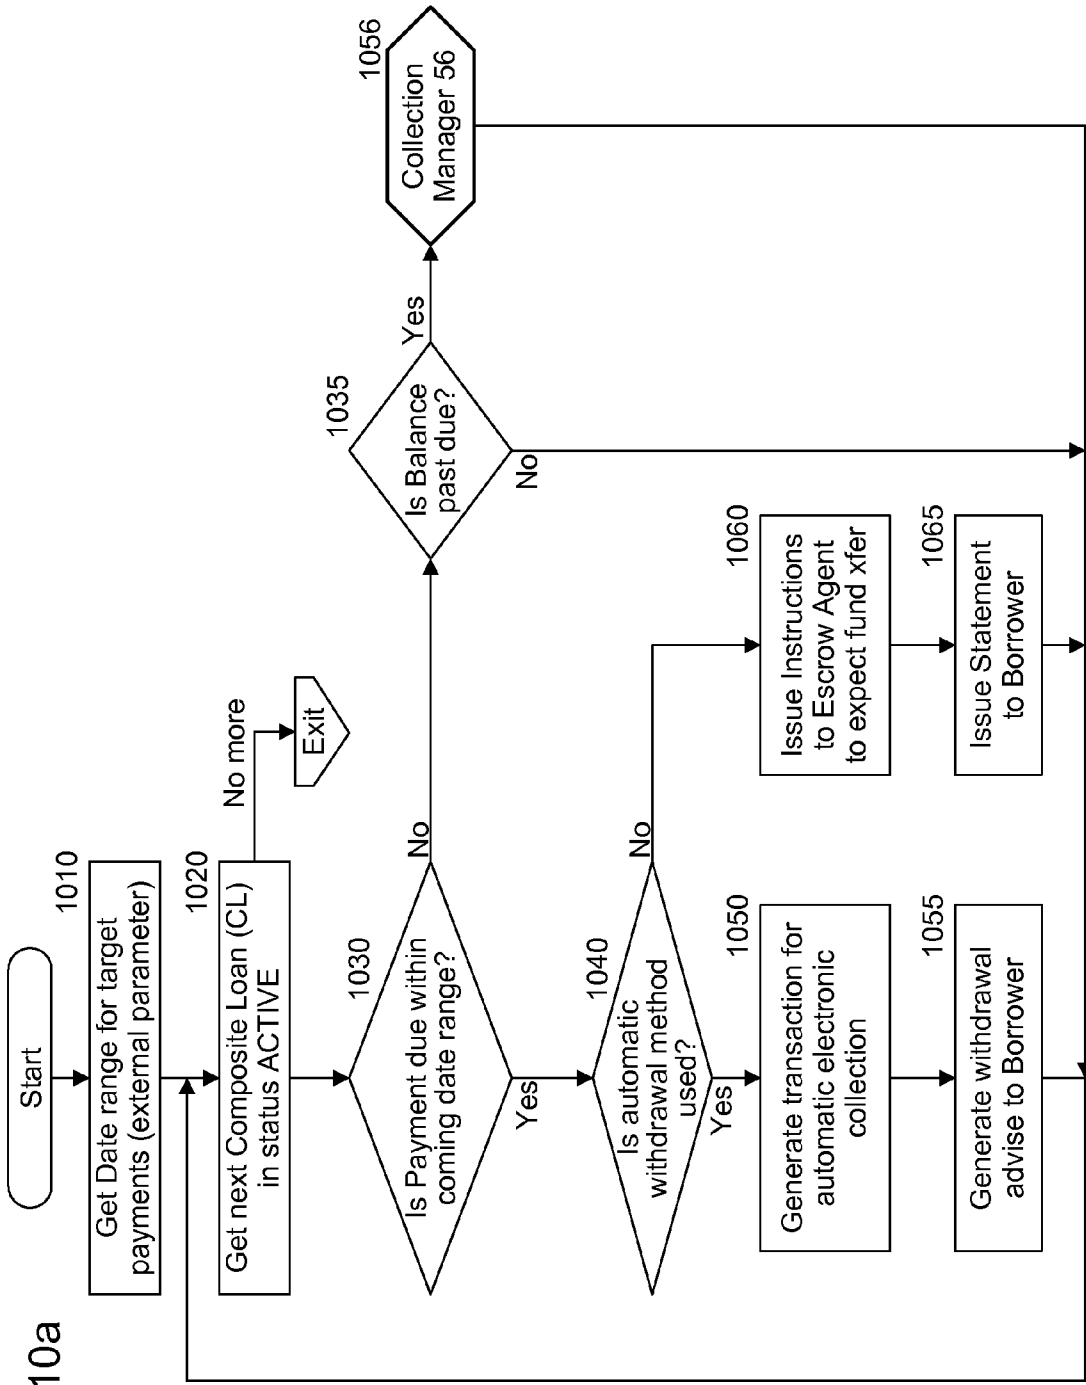 10a
Start
1010
Get Date range for target
payments (external parameter)
1020
Get next Composite Loan (CL)
in status ACTIVE
No more
Exit
1030
Is Payment due within
coming date range?
No
Yes
1035
Is Balance
past due?
Yes
No
1056
Collection
Manager 56
1040
Is automatic
withdrawal method
used?
No
Yes
1050
Generate transaction for
automatic electronic
collection
1060
Issue Instructions
to Escrow Agent
to expect fund xfer
1055
Generate withdrawal
advise to Borrower
1065
Issue Statement
to Borrower